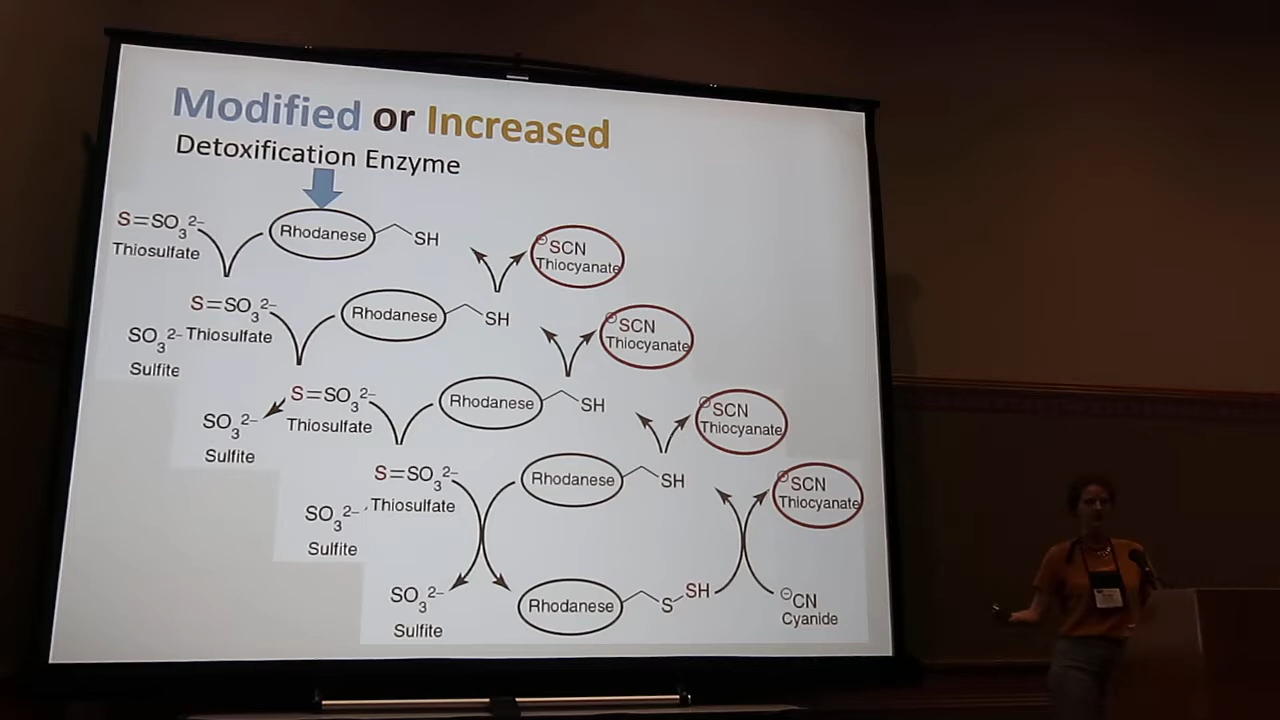 Modified or Increased
Detoxification Enzyme
S=SO₃²⁻
Thiosulfate
Rhodanese
SH
⊖SCN
Thiocyanate
S=SO₃²⁻
Thiosulfate
Rhodanese
SH
⊖SCN
Thiocyanate
SO₃²⁻
Sulfite
S=SO₃²⁻
Thiosulfate
Rhodanese
SH
⊖SCN
Thiocyanate
SO₃²⁻
Sulfite
S=SO₃²⁻
Thiosulfate
Rhodanese
SH
⊖SCN
Thiocyanate
SO₃²⁻
Sulfite
SO₃²⁻
Sulfite
Rhodanese
S
SH
⊖CN
Cyanide